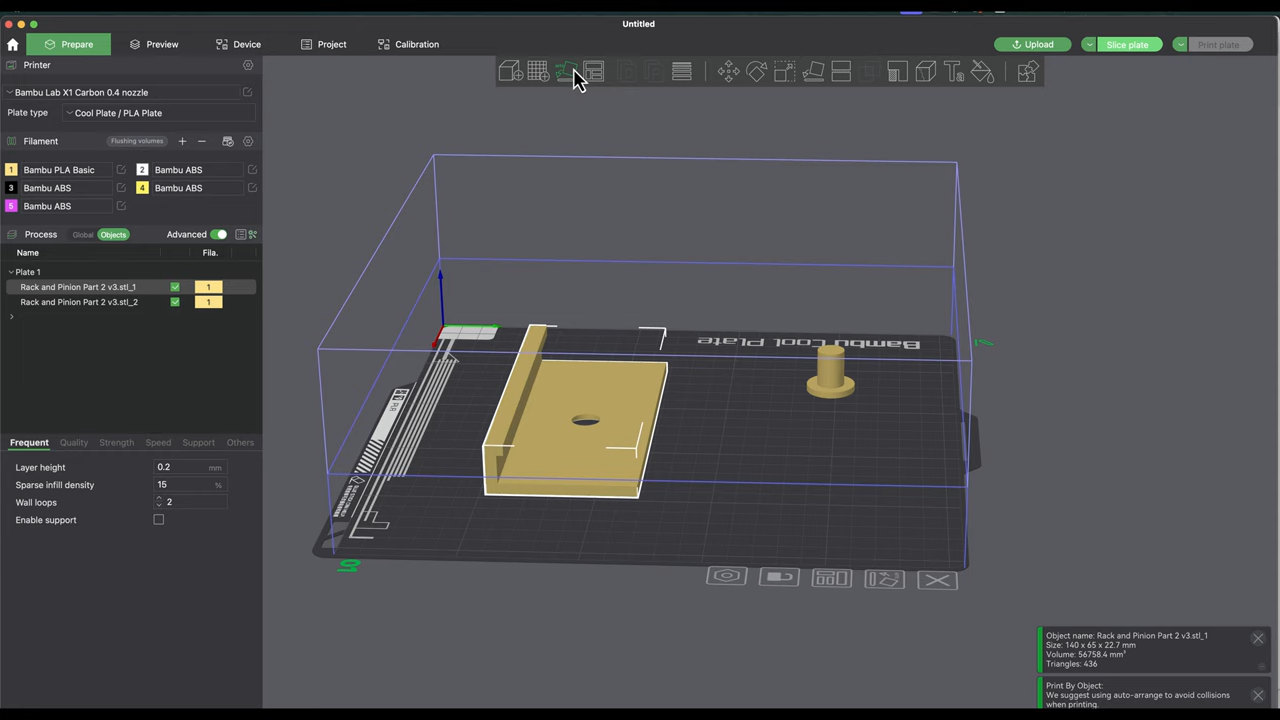 Untitled
Prepare
Preview
Device
Project
Calibration
Upload
Slice plate
Print plate
Printer
Bambu Lab X1 Carbon 0.4 nozzle
Plate type
Cool Plate / PLA Plate
Filament
Flushing volumes
1 Bambu PLA Basic
2 Bambu ABS
3 Bambu ABS
4 Bambu ABS
5 Bambu ABS
Process
Global
Objects
Advanced
Name
Fila.
Plate 1
Rack and Pinion Part 2 v3.stl_1
1
Rack and Pinion Part 2 v3.stl_2
1
Frequent
Quality
Strength
Speed
Support
Others
Layer height
0.2
mm
Sparse infill density
15
%
Wall loops
2
Enable support
Bambu Cool Plate
01
Object name: Rack and Pinion Part 2 v3.stl_1
Size: 140 x 65 x 22.7 mm
Volume: 56758.4 mm³
Triangles: 436
Print By Object:
We suggest using auto-arrange to avoid collisions
when printing.